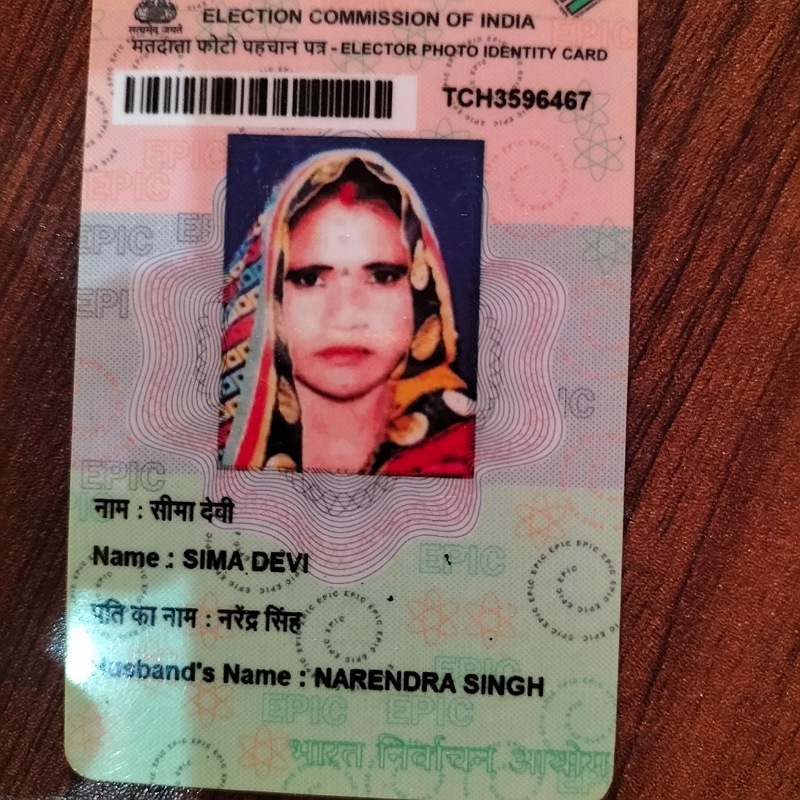 ELECTION COMMISSION OF INDIA
सत्यमेव जयते
मतदाता फोटो पहचान पत्र - ELECTOR PHOTO IDENTITY CARD
TCH3596467
नाम : सीमा देवी
Name : SIMA DEVI
पति का नाम : नरेंद्र सिंह
Husband's Name : NARENDRA SINGH
EPIC EPIC
भारत निर्वाचन आयोग